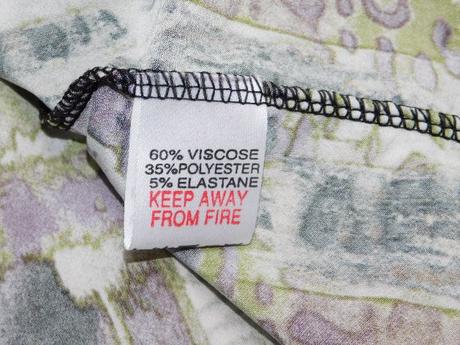 60% VISCOSE
35%POLYESTER
5% ELASTANE
KEEP AWAY
FROM FIRE